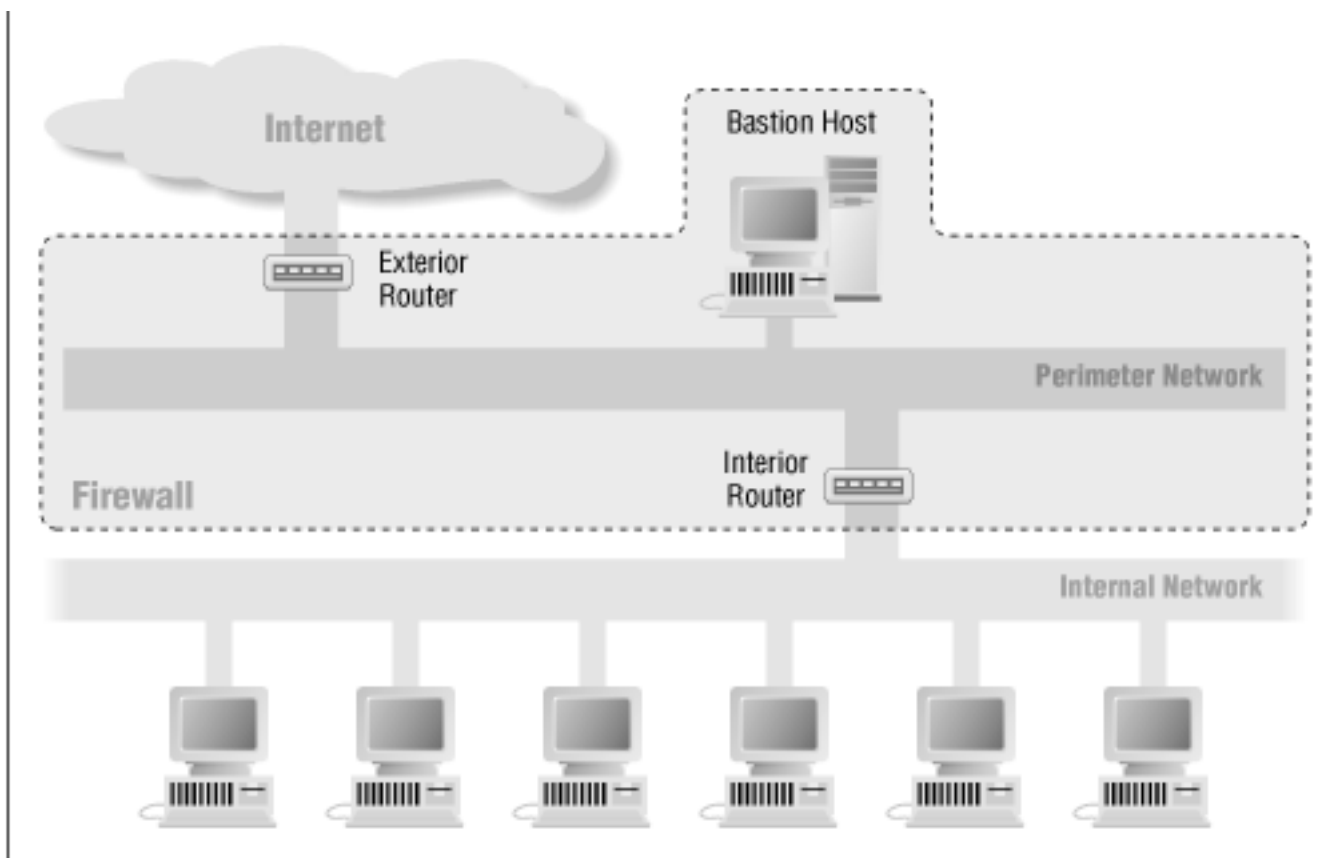 Internet
Bastion Host
Exterior
Router
Perimeter Network
Interior
Router
Firewall
Internal Network